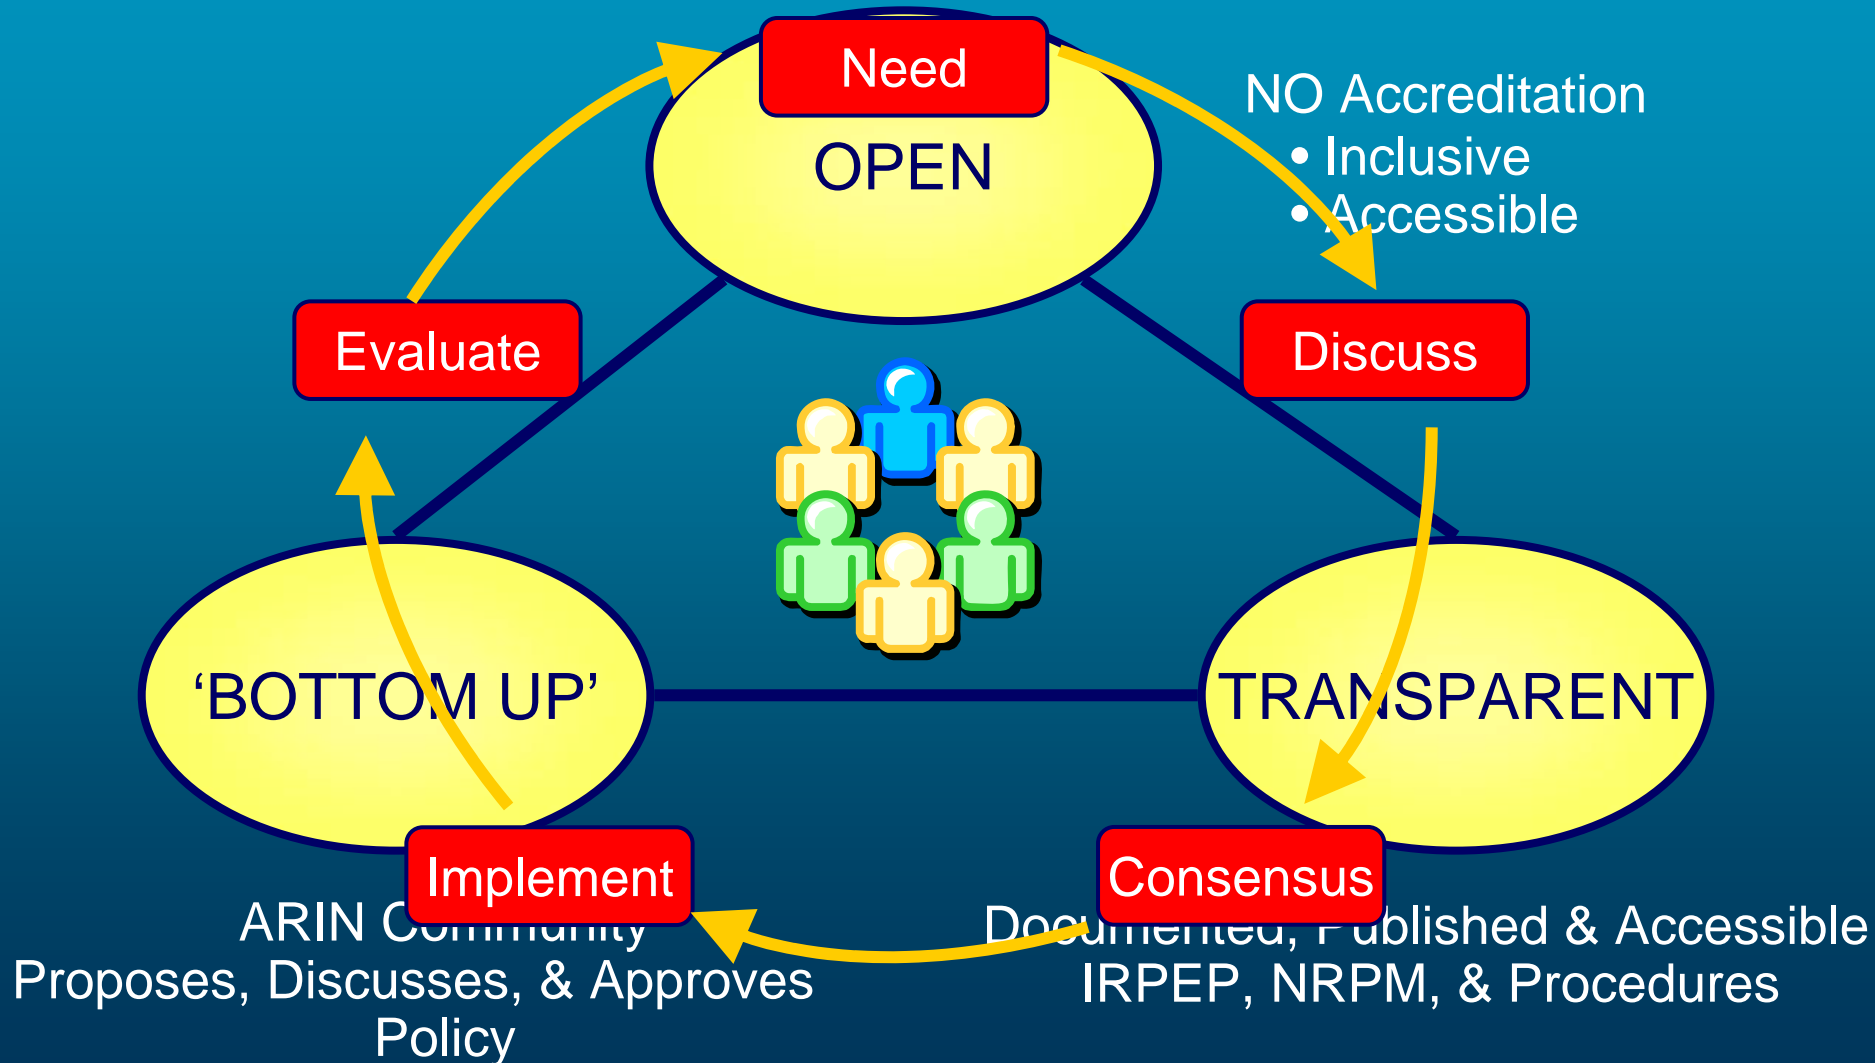 Need
OPEN
NO Accreditation
• Inclusive
• Accessible
Evaluate
Discuss
‘BOTTOM UP’
TRANSPARENT
Implement
Consensus
ARIN Community
Proposes, Discusses, & Approves
Policy
Documented, Published & Accessible
IRPEP, NRPM, & Procedures